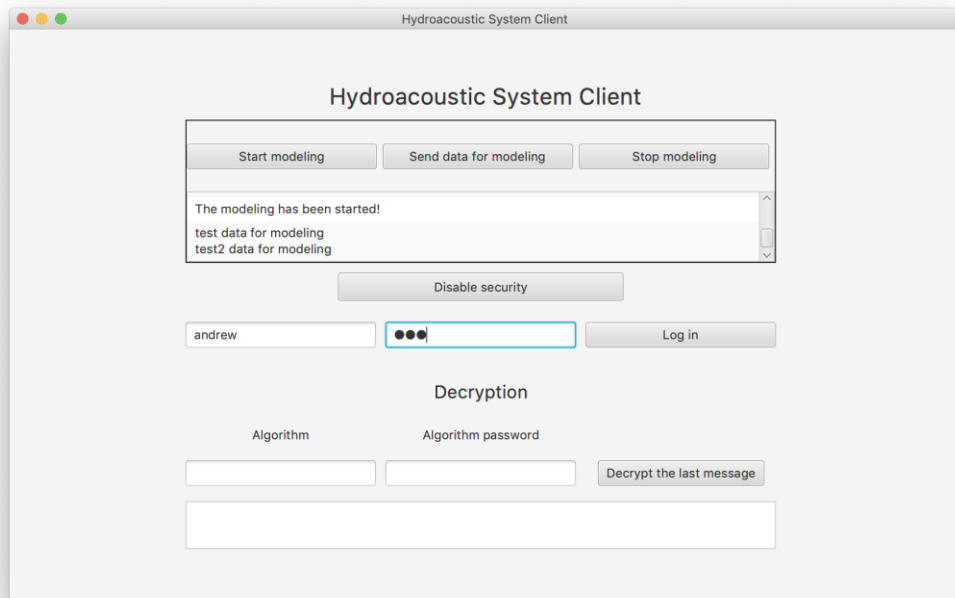 Hydroacoustic System Client
Hydroacoustic System Client
Start modeling Send data for modeling Stop modeling
The modeling has been started!
test data for modeling
test2 data for modeling
Disable security
andrew ●●● Log in
Decryption
Algorithm Algorithm password
Decrypt the last message